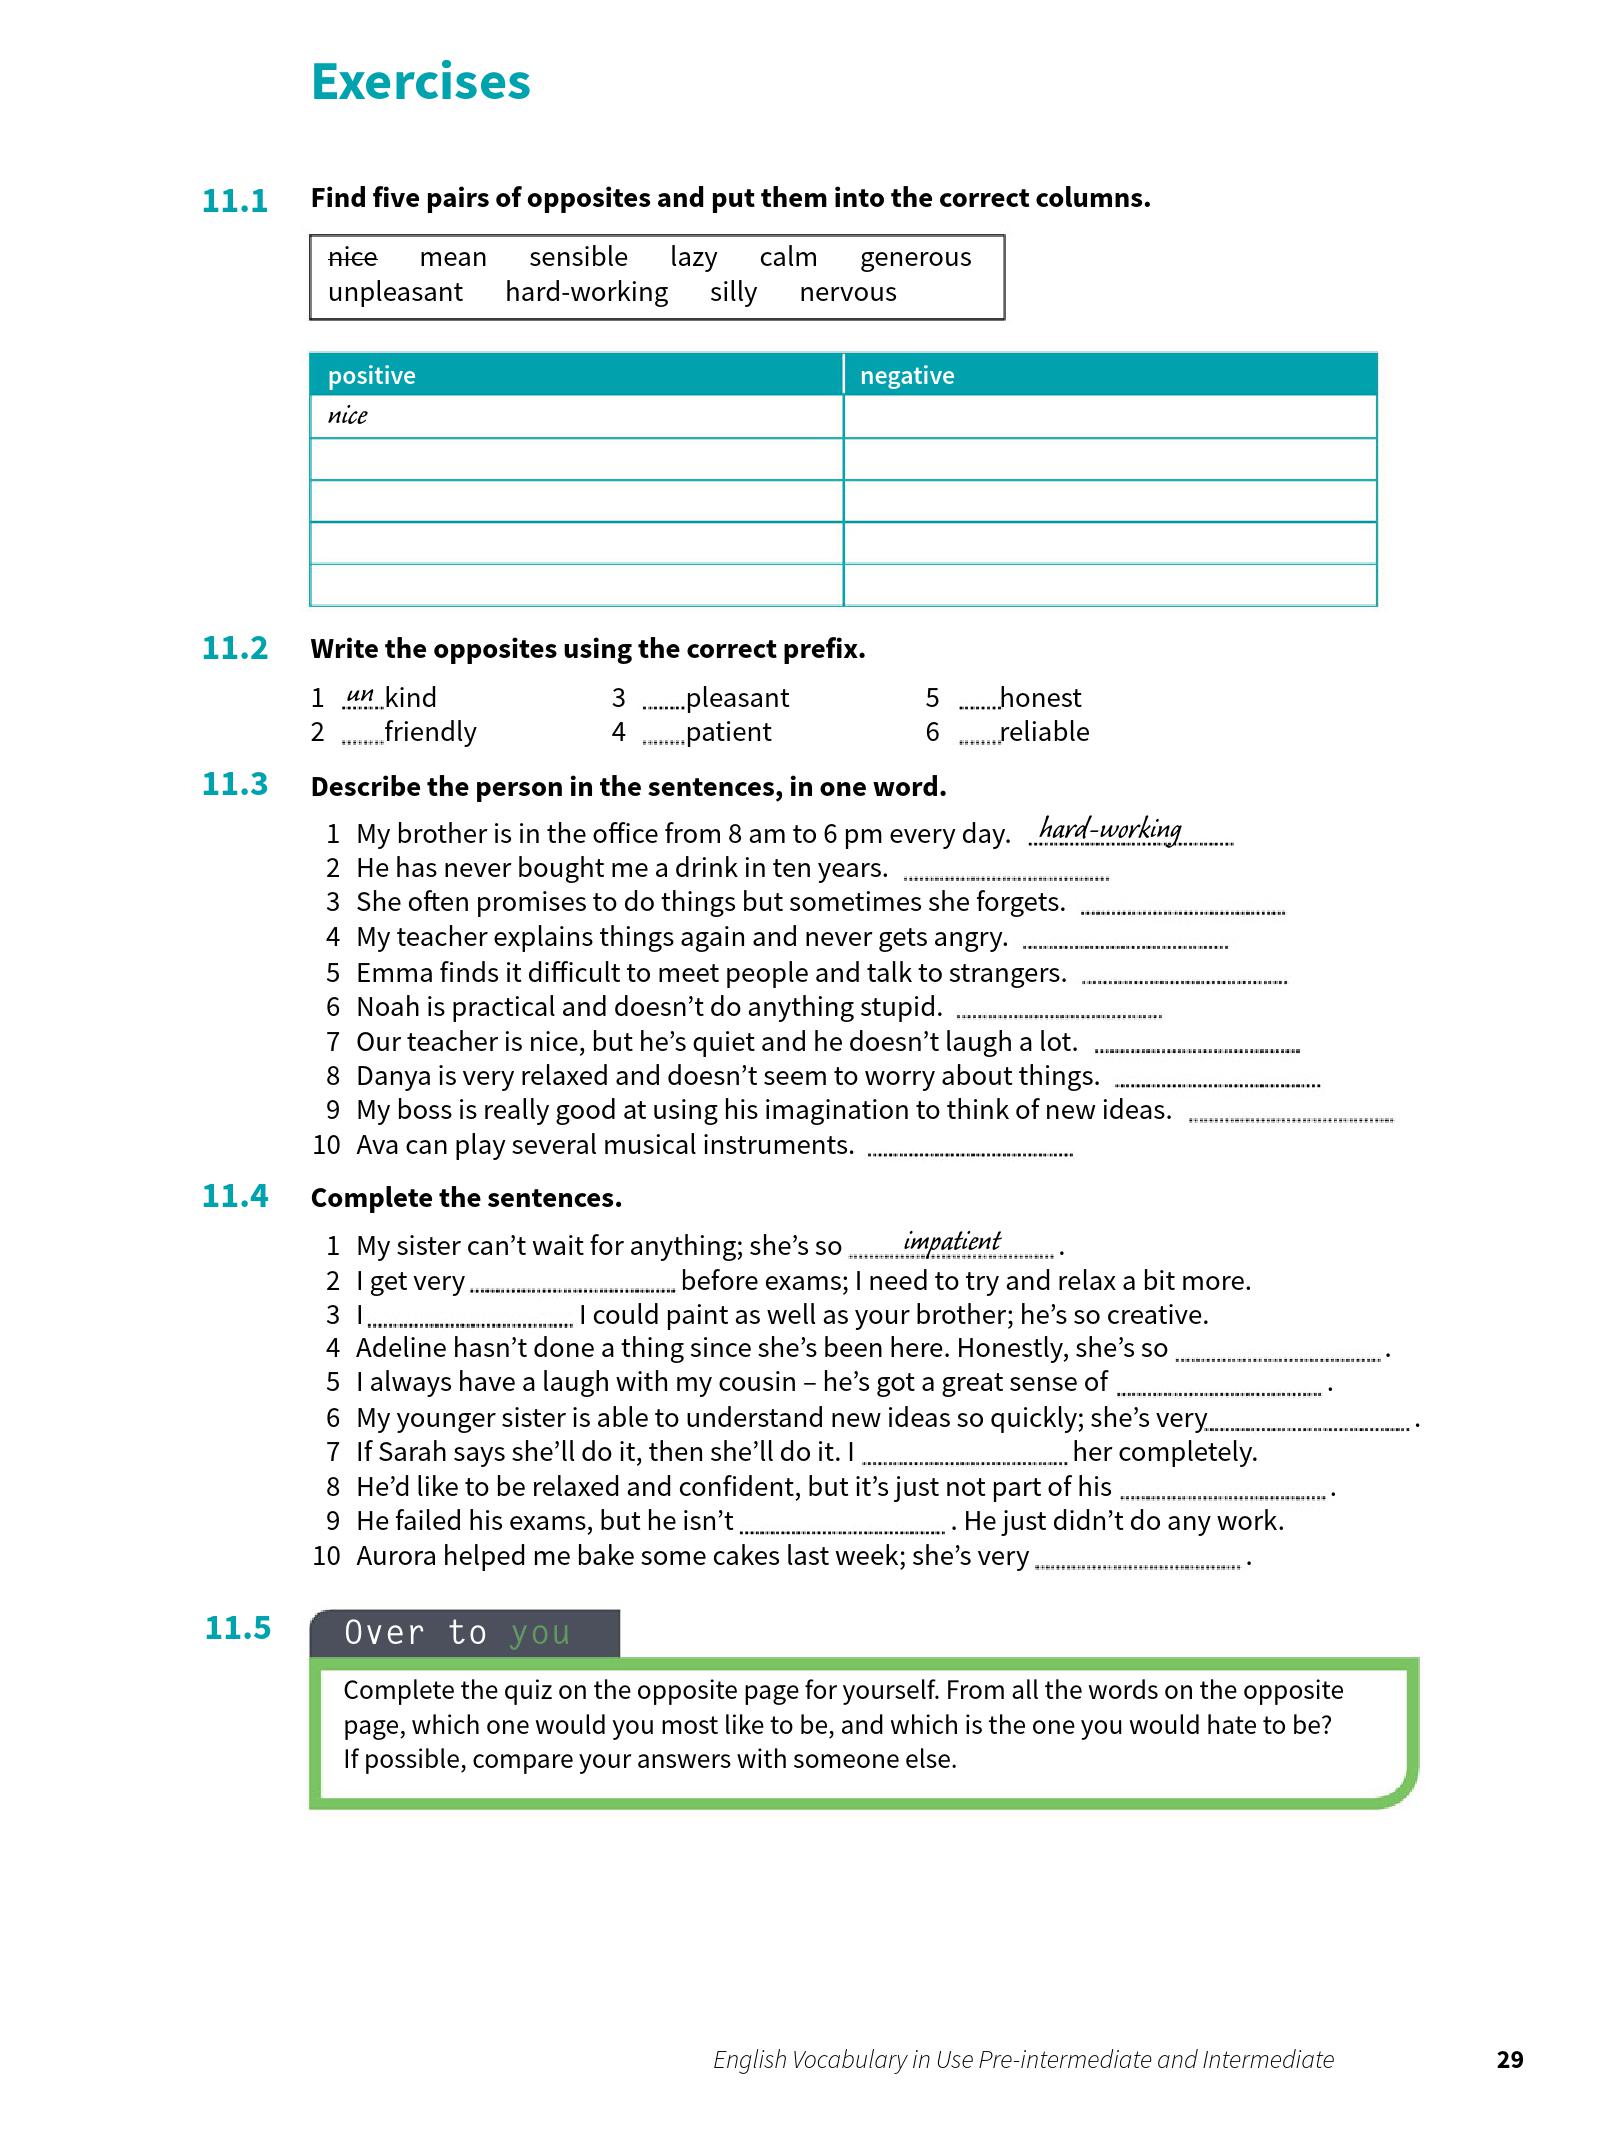 Exercises
11.1 Find five pairs of opposites and put them into the correct columns.
nice mean sensible lazy calm generous
unpleasant hard-working silly nervous
positive negative
nice
11.2 Write the opposites using the correct prefix.
1 un kind 3 ........pleasant 5 ........honest
2 ........friendly 4 ........patient 6 ........reliable
11.3 Describe the person in the sentences, in one word.
1 My brother is in the office from 8 am to 6 pm every day. hard-working
2 He has never bought me a drink in ten years.
3 She often promises to do things but sometimes she forgets.
4 My teacher explains things again and never gets angry.
5 Emma finds it difficult to meet people and talk to strangers.
6 Noah is practical and doesn’t do anything stupid.
7 Our teacher is nice, but he’s quiet and he doesn’t laugh a lot.
8 Danya is very relaxed and doesn’t seem to worry about things.
9 My boss is really good at using his imagination to think of new ideas.
10 Ava can play several musical instruments.
11.4 Complete the sentences.
1 My sister can’t wait for anything; she’s so impatient .
2 I get very ........ before exams; I need to try and relax a bit more.
3 I ........ I could paint as well as your brother; he’s so creative.
4 Adeline hasn’t done a thing since she’s been here. Honestly, she’s so ........ .
5 I always have a laugh with my cousin – he’s got a great sense of ........ .
6 My younger sister is able to understand new ideas so quickly; she’s very ........ .
7 If Sarah says she’ll do it, then she’ll do it. I ........ her completely.
8 He’d like to be relaxed and confident, but it’s just not part of his ........ .
9 He failed his exams, but he isn’t ........ . He just didn’t do any work.
10 Aurora helped me bake some cakes last week; she’s very ........ .
11.5 Over to you
Complete the quiz on the opposite page for yourself. From all the words on the opposite
page, which one would you most like to be, and which is the one you would hate to be?
If possible, compare your answers with someone else.
English Vocabulary in Use Pre-intermediate and Intermediate 29